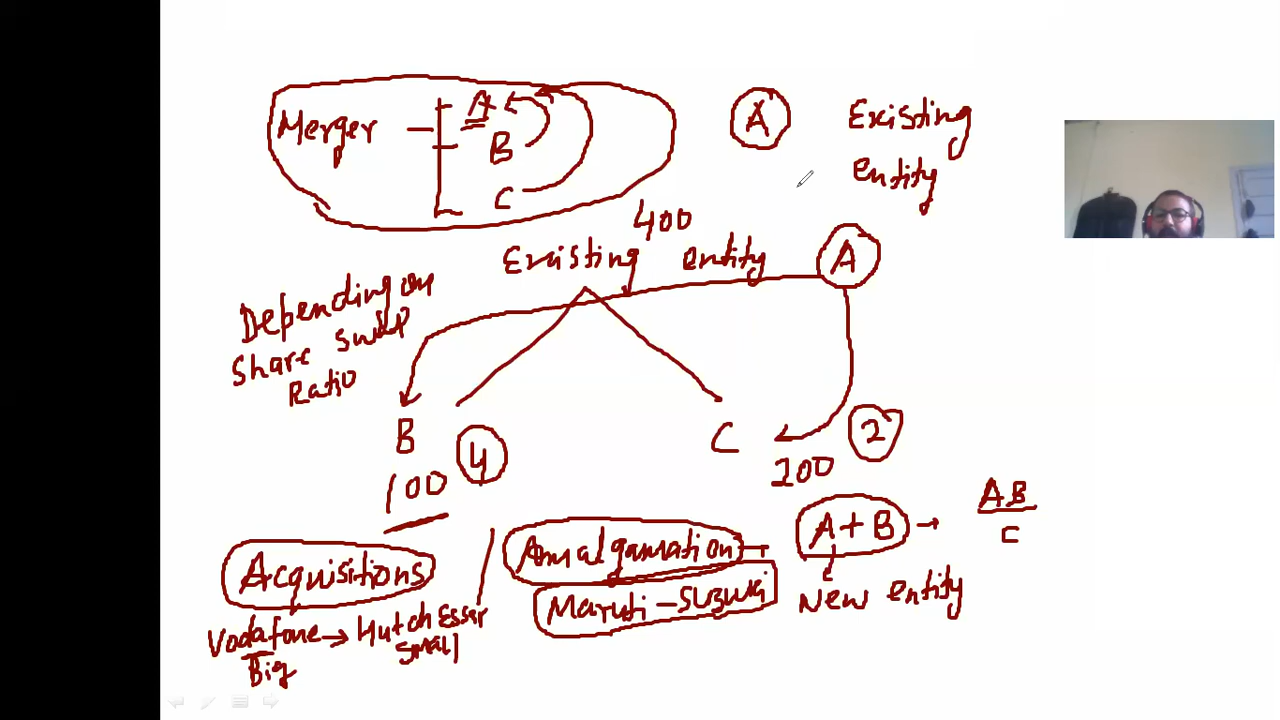 Merger - A
B
C
A Existing
entity
400
Existing entity A
Depending on
share swap
Ratio
B 4
C 2
100
200
Acquisitions
Vodafone → Hutch Essar
Big small
Amalgamation - A+B → AB
C
Maruti - Suzuki
New entity